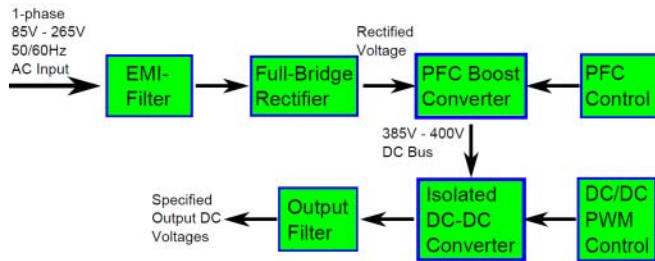 1-phase
85V - 265V
50/60Hz
AC Input
EMI-
Filter
Full-Bridge
Rectifier
Rectified
Voltage
PFC Boost
Converter
PFC
Control
385V - 400V
DC Bus
Specified
Output DC
Voltages
Output
Filter
Isolated
DC-DC
Converter
DC/DC
PWM
Control